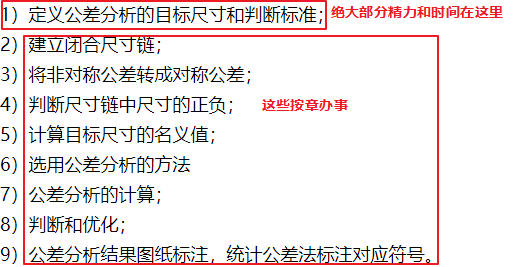 1）定义公差分析的目标尺寸和判断标准；绝大部分精力和时间在这里
2）建立闭合尺寸链；
3）将非对称公差转成对称公差；
4）判断尺寸链中尺寸的正负； 这些按章办事
5）计算目标尺寸的名义值；
6）选用公差分析的方法
7）公差分析的计算；
8）判断和优化；
9）公差分析结果图纸标注，统计公差法标注对应符号。